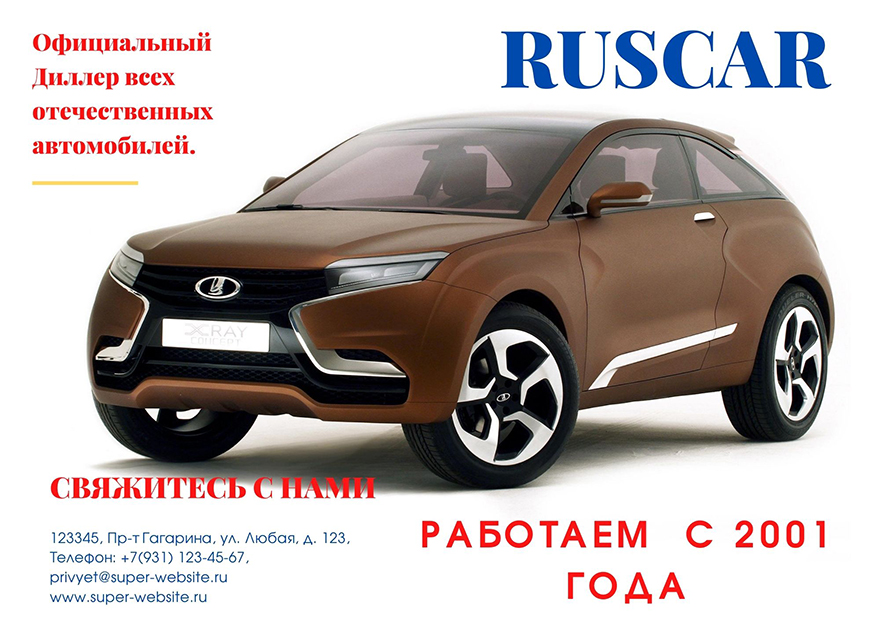 Официальный
Диллер всех
отечественных
автомобилей.
RUSCAR
XRAY
CONCEPT
СВЯЖИТЕСЬ С НАМИ
123345, Пр-т Гагарина, ул. Любая, д. 123,
Телефон: +7(931) 123-45-67,
privyet@super-website.ru
www.super-website.ru
РАБОТАЕМ С 2001
ГОДА